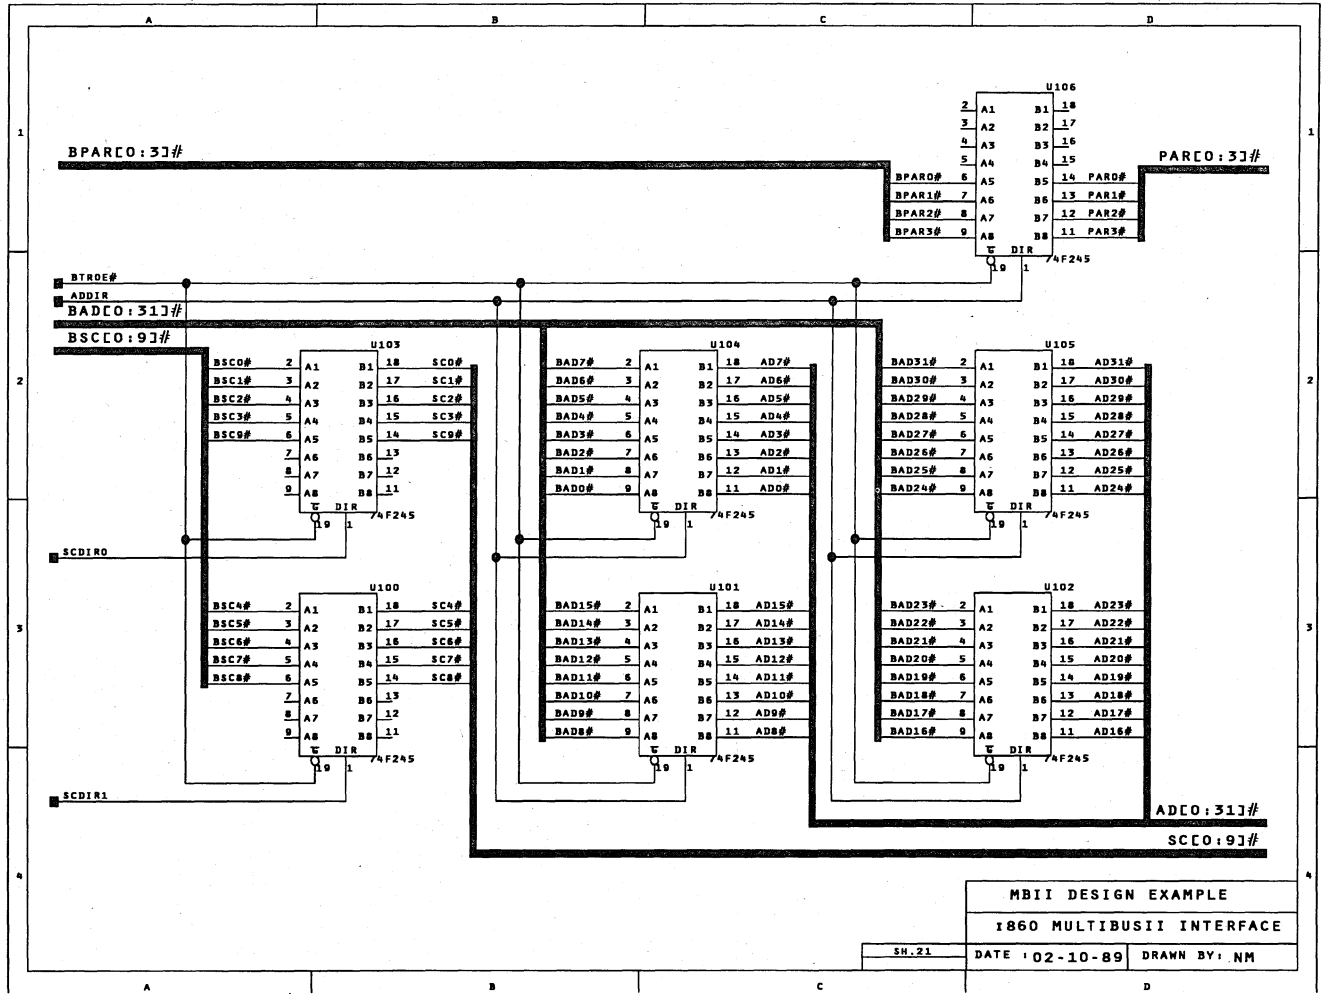 A B C D
U106
2 A1 B1 18
3 A2 B2 17
1 4 A3 B3 16 1
BPAR[0:3]# 5 A4 B4 15 PAR[0:3]#
BPAR0# 6 A5 B5 14 PAR0#
BPAR1# 7 A6 B6 13 PAR1#
BPAR2# 8 A7 B7 12 PAR2#
BPAR3# 9 A8 B8 11 PAR3#
G DIR
19 1 74F245
BTROE#
ADDIR
BAD[0:31]#
BSC[0:9]#
U103 U104 U105
BSC0# 2 A1 B1 18 SC0# BAD7# 2 A1 B1 18 AD7# BAD31# 2 A1 B1 18 AD31#
2 BSC1# 3 A2 B2 17 SC1# BAD6# 3 A2 B2 17 AD6# BAD30# 3 A2 B2 17 AD30# 2
BSC2# 4 A3 B3 16 SC2# BAD5# 4 A3 B3 16 AD5# BAD29# 4 A3 B3 16 AD29#
BSC3# 5 A4 B4 15 SC3# BAD4# 5 A4 B4 15 AD4# BAD28# 5 A4 B4 15 AD28#
BSC9# 6 A5 B5 14 SC9# BAD3# 6 A5 B5 14 AD3# BAD27# 6 A5 B5 14 AD27#
7 A6 B6 13 BAD2# 7 A6 B6 13 AD2# BAD26# 7 A6 B6 13 AD26#
8 A7 B7 12 BAD1# 8 A7 B7 12 AD1# BAD25# 8 A7 B7 12 AD25#
9 A8 B8 11 BAD0# 9 A8 B8 11 AD0# BAD24# 9 A8 B8 11 AD24#
G DIR G DIR G DIR
19 1 74F245 19 1 74F245 19 1 74F245
SCDIR0
U100 U101 U102
BSC4# 2 A1 B1 18 SC4# BAD15# 2 A1 B1 18 AD15# BAD23# 2 A1 B1 18 AD23#
3 BSC5# 3 A2 B2 17 SC5# BAD14# 3 A2 B2 17 AD14# BAD22# 3 A2 B2 17 AD22# 3
BSC6# 4 A3 B3 16 SC6# BAD13# 4 A3 B3 16 AD13# BAD21# 4 A3 B3 16 AD21#
BSC7# 5 A4 B4 15 SC7# BAD12# 5 A4 B4 15 AD12# BAD20# 5 A4 B4 15 AD20#
BSC8# 6 A5 B5 14 SC8# BAD11# 6 A5 B5 14 AD11# BAD19# 6 A5 B5 14 AD19#
7 A6 B6 13 BAD10# 7 A6 B6 13 AD10# BAD18# 7 A6 B6 13 AD18#
8 A7 B7 12 BAD9# 8 A7 B7 12 AD9# BAD17# 8 A7 B7 12 AD17#
9 A8 B8 11 BAD8# 9 A8 B8 11 AD8# BAD16# 9 A8 B8 11 AD16#
G DIR G DIR G DIR
19 1 74F245 19 1 74F245 19 1 74F245
SCDIR1
AD[0:31]#
SC[0:9]#
4 4
MBII DESIGN EXAMPLE
I860 MULTIBUSII INTERFACE
SH.21 DATE : 02-10-89 DRAWN BY: NM
A B C D